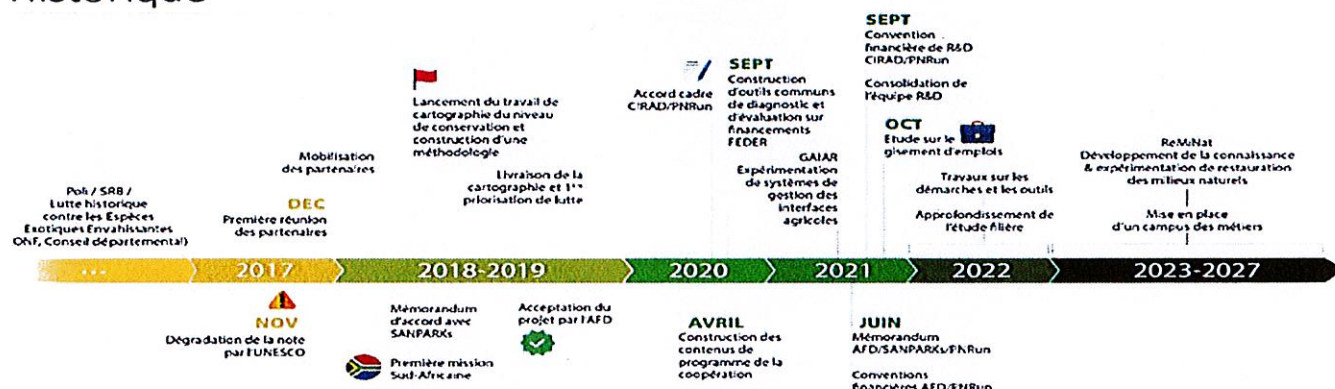 Historique
SEPT
Convention
financière de R&D
CIRAD/PNRun
Consolidation de
l'équipe R&D
SEPT
Construction
d'outils communs
de diagnostic et
d'évaluation sur
financements
FEDER
Accord cadre
CIRAD/PNRun
Lancement du travail de
cartographie du niveau
de conservation et
construction d'une
méthodologie
OCT
Etude sur le
gisement d'emplois
Mobilisation
des partenaires
Livraison de la
cartographie et 1ère
priorisation de lutte
GAIAR
Expérimentation
de systèmes de
gestion des
interfaces
agricoles
Travaux sur les
démarches et les outils
Approfondissement de
l'étude filière
ReMiNat
Développement de la connaissance
& expérimentation de restauration
des milieux naturels
Mise en place
d'un campus des métiers
Poli / SRB /
Lutte historique
contre les Espèces
Exotiques Envahissantes
ONF, Conseil départemental)
DEC
Première réunion
des partenaires
...
2017
2018-2019
2020
2021
2022
2023-2027
NOV
Dégradation de la note
par l'UNESCO
Mémorandum
d'accord avec
SANPARKs
Première mission
Sud-Africaine
Acceptation du
projet par l'AFD
AVRIL
Construction des
contenus de
programme de la
coopération
JUIN
Mémorandum
AFD/SANPARKs/PNRun
Conventions
financières AFD/PNRun